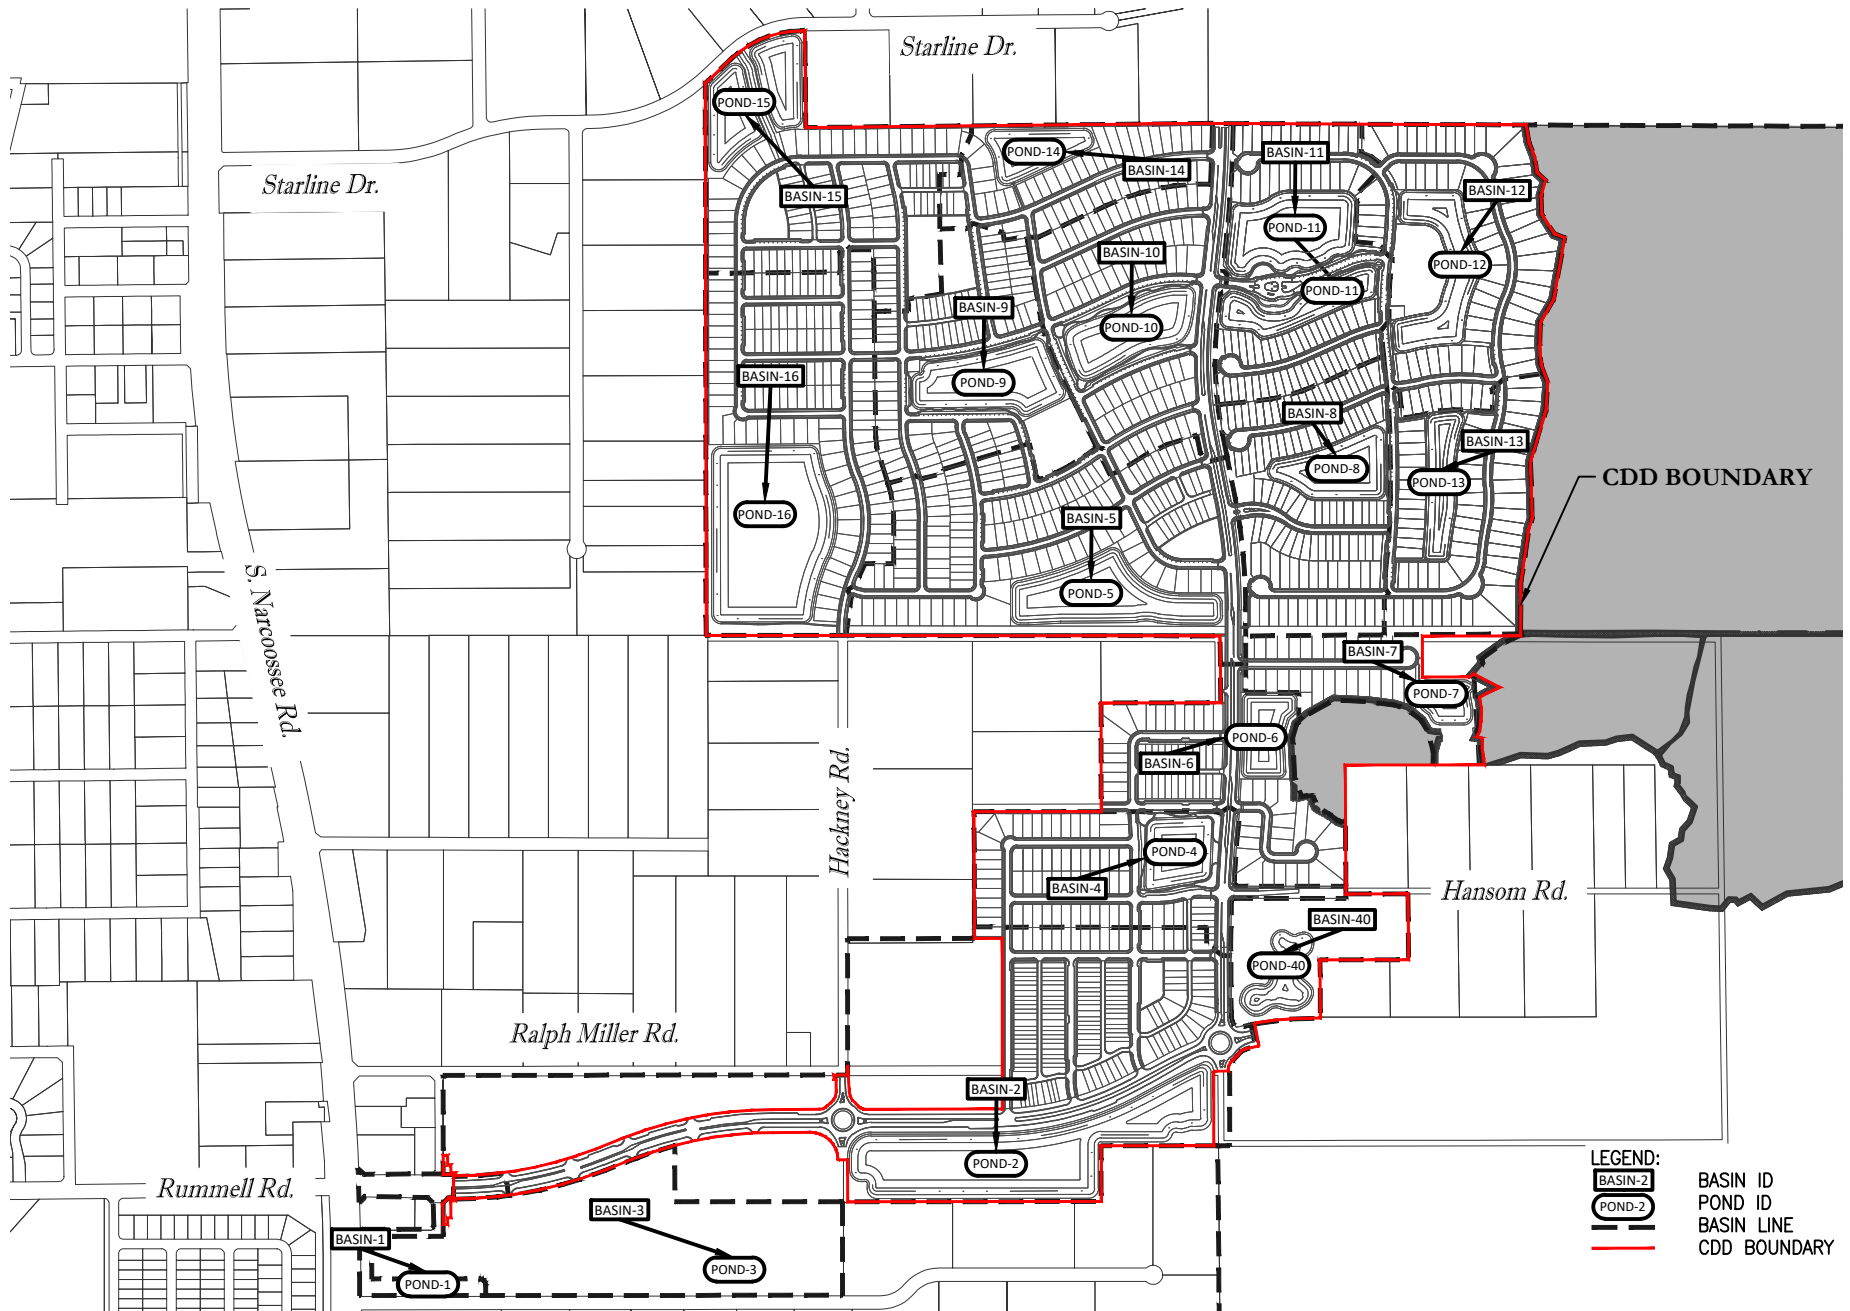 Starline Dr.
POND-15
POND-14
BASIN-11
BASIN-14
Starline Dr.
BASIN-15
BASIN-12
POND-11
BASIN-10
POND-12
POND-11
BASIN-9
POND-10
BASIN-16
POND-9
BASIN-8
BASIN-13
POND-8
CDD BOUNDARY
POND-13
POND-16
BASIN-5
POND-5
S. Narcoossee Rd.
BASIN-7
POND-7
POND-6
BASIN-6
Hackney Rd.
POND-4
BASIN-4
Hansom Rd.
BASIN-40
POND-40
Ralph Miller Rd.
BASIN-2
POND-2
Rummell Rd.
BASIN-3
BASIN-1
POND-3
POND-1
LEGEND:
BASIN-2 BASIN ID
POND-2 POND ID
BASIN LINE
CDD BOUNDARY